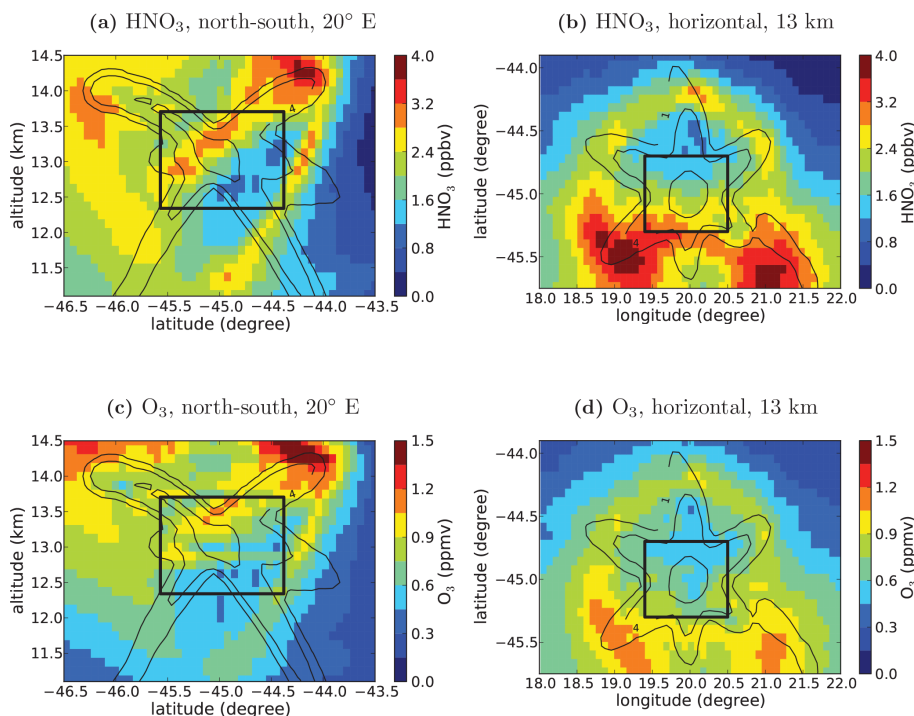 (a) HNO₃, north-south, 20° E
14.5
14.0
13.5
13.0
12.5
12.0
11.5
altitude (km)
4
−46.5 −46.0 −45.5 −45.0 −44.5 −44.0 −43.5
latitude (degree)
4.0
3.2
2.4
1.6
0.8
0.0
HNO₃ (ppbv)
(b) HNO₃, horizontal, 13 km
−44.0
−44.5
−45.0
−45.5
latitude (degree)
1
4
18.0 18.5 19.0 19.5 20.0 20.5 21.0 21.5 22.0
longitude (degree)
4.0
3.2
2.4
1.6
0.8
0.0
HNO₃ (ppbv)
(c) O₃, north-south, 20° E
14.5
14.0
13.5
13.0
12.5
12.0
11.5
altitude (km)
4
−46.5 −46.0 −45.5 −45.0 −44.5 −44.0 −43.5
latitude (degree)
1.5
1.2
0.9
0.6
0.3
0.0
O₃ (ppmv)
(d) O₃, horizontal, 13 km
−44.0
−44.5
−45.0
−45.5
latitude (degree)
1
4
18.0 18.5 19.0 19.5 20.0 20.5 21.0 21.5 22.0
longitude (degree)
1.5
1.2
0.9
0.6
0.3
0.0
O₃ (ppmv)